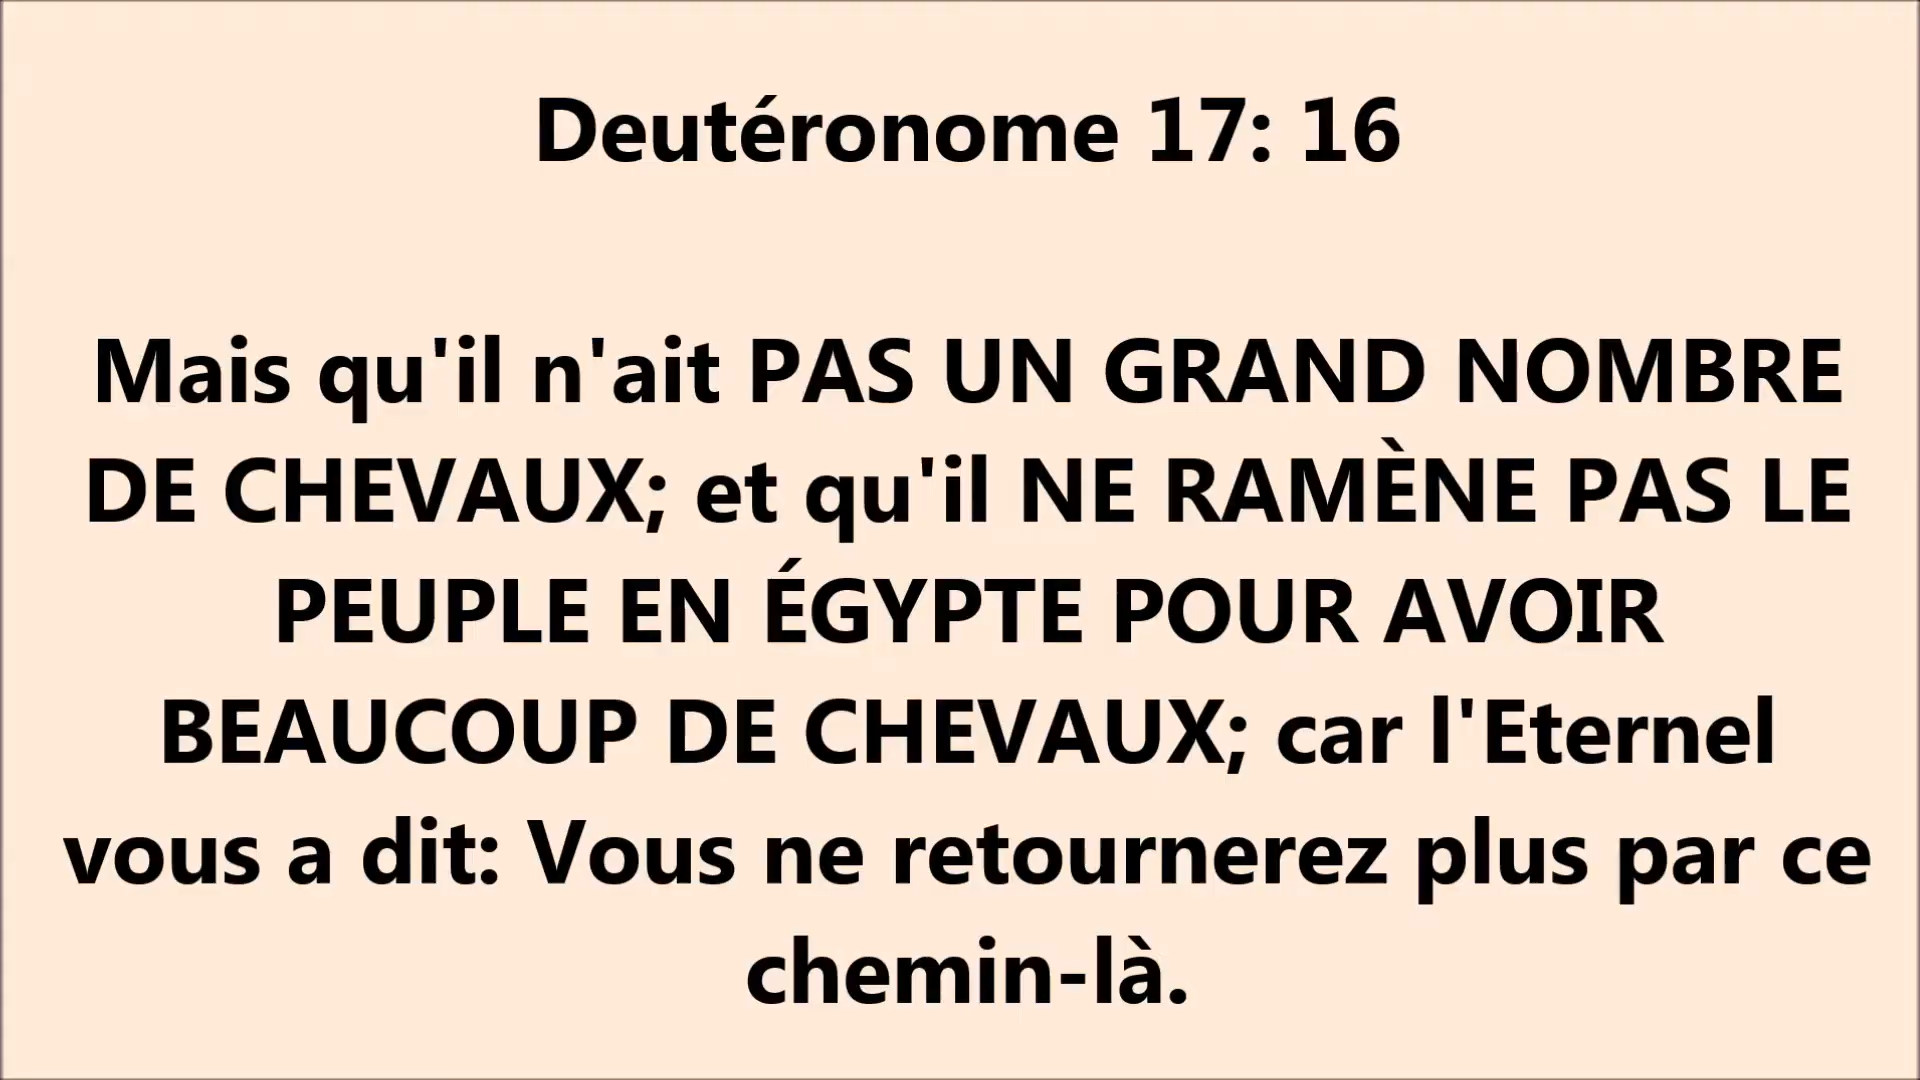 Deutéronome 17: 16
Mais qu'il n'ait PAS UN GRAND NOMBRE
DE CHEVAUX; et qu'il NE RAMÈNE PAS LE
PEUPLE EN ÉGYPTE POUR AVOIR
BEAUCOUP DE CHEVAUX; car l'Eternel
vous a dit: Vous ne retournerez plus par ce
chemin-là.